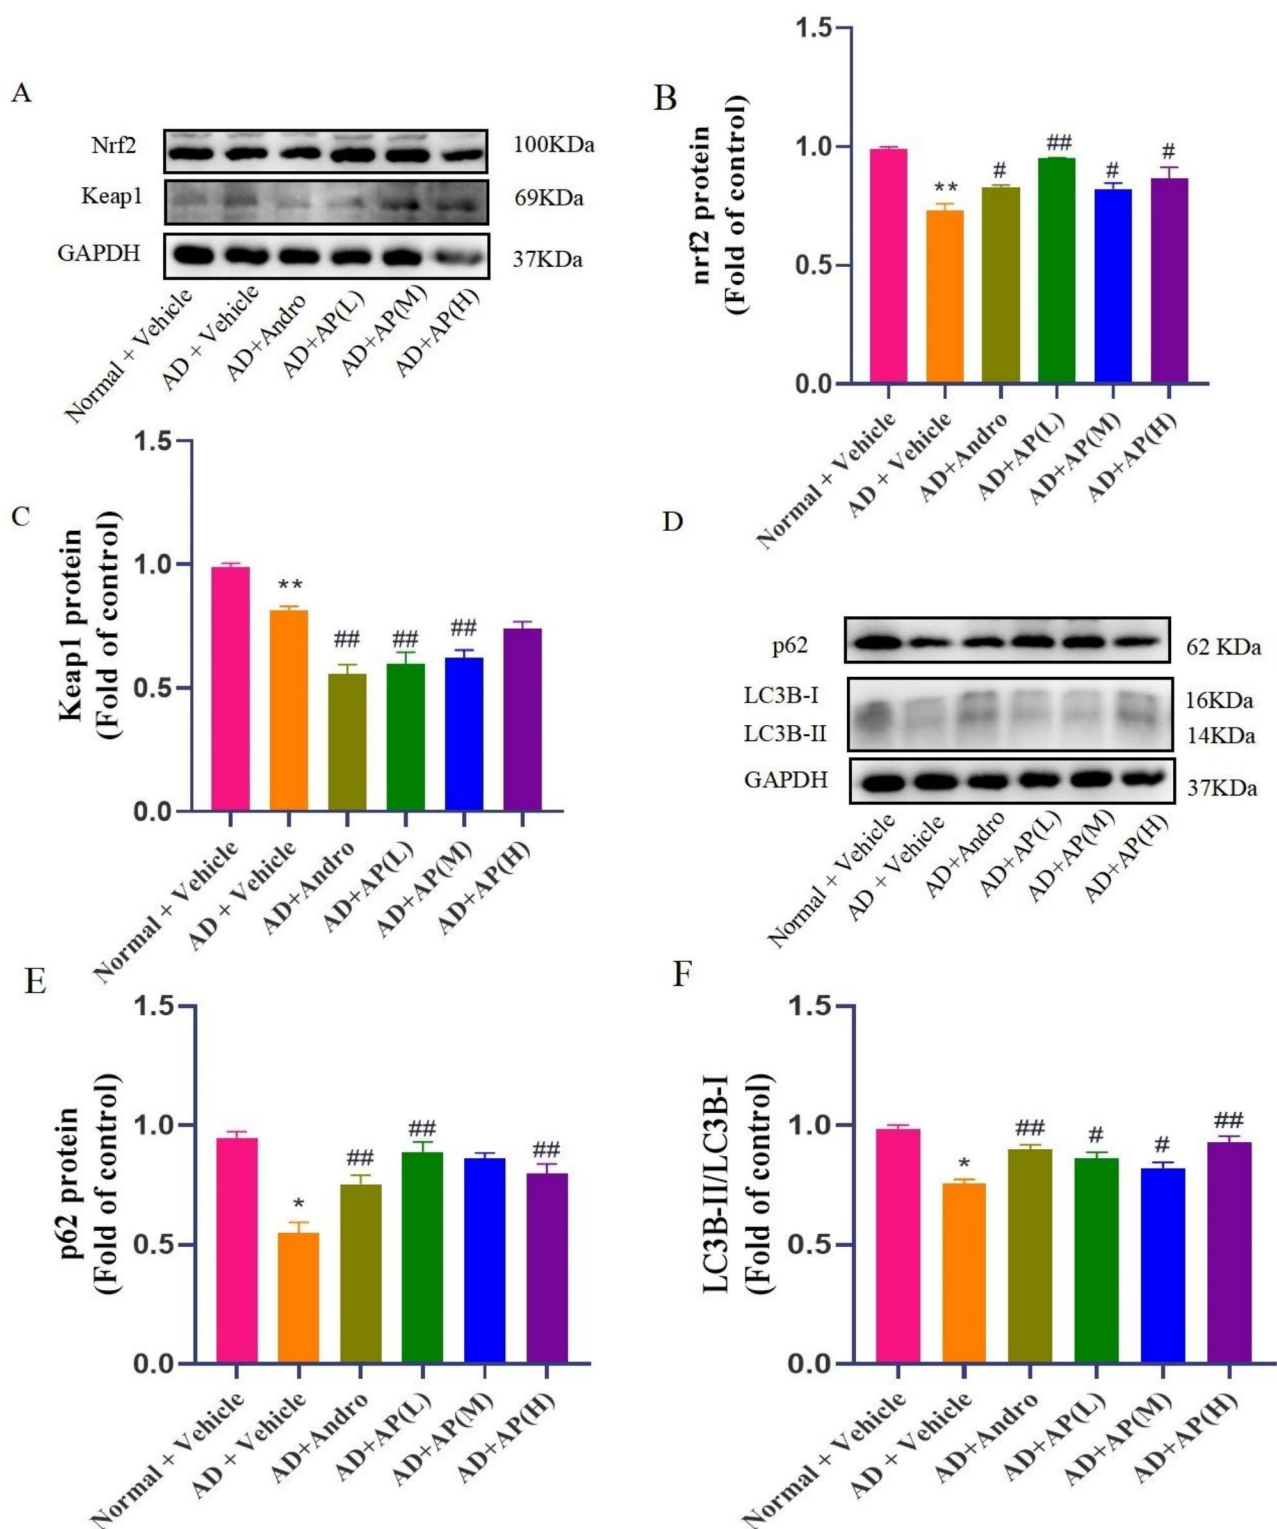 A
Nrf2
100KDa
Keap1
69KDa
GAPDH
37KDa
Normal + Vehicle
AD + Vehicle
AD+Andro
AD+AP(L)
AD+AP(M)
AD+AP(H)
B
nrf2 protein
(Fold of control)
1.5
1.0
0.5
0.0
**
#
##
#
#
Normal + Vehicle
AD + Vehicle
AD+Andro
AD+AP(L)
AD+AP(M)
AD+AP(H)
C
Keap1 protein
(Fold of control)
1.5
1.0
0.5
0.0
**
##
##
##
Normal + Vehicle
AD + Vehicle
AD+Andro
AD+AP(L)
AD+AP(M)
AD+AP(H)
D
p62
62 KDa
LC3B-I
16KDa
LC3B-II
14KDa
GAPDH
37KDa
Normal + Vehicle
AD + Vehicle
AD+Andro
AD+AP(L)
AD+AP(M)
AD+AP(H)
E
p62 protein
(Fold of control)
1.5
1.0
0.5
0.0
*
##
##
##
Normal + Vehicle
AD + Vehicle
AD+Andro
AD+AP(L)
AD+AP(M)
AD+AP(H)
F
LC3B-II/LC3B-I
(Fold of control)
1.5
1.0
0.5
0.0
*
##
#
#
##
Normal + Vehicle
AD + Vehicle
AD+Andro
AD+AP(L)
AD+AP(M)
AD+AP(H)